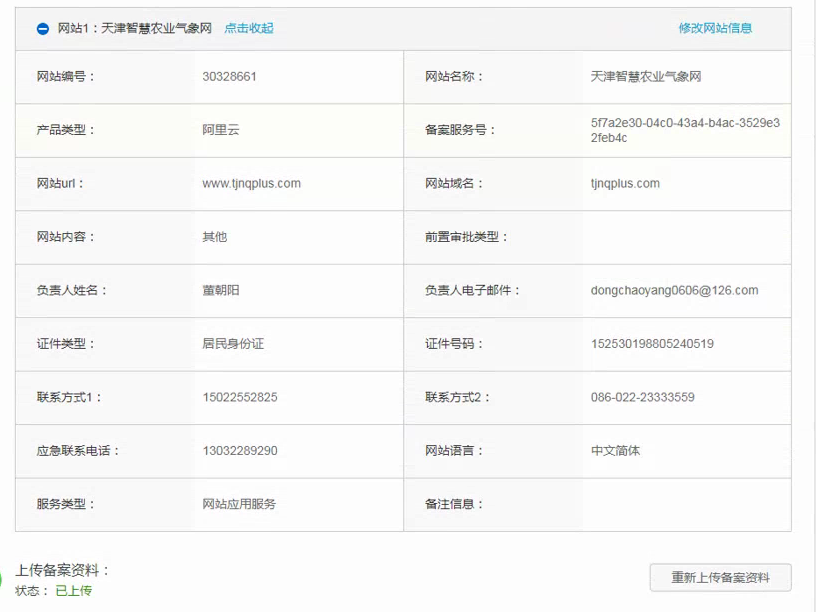 网站1：天津智慧农业气象网 点击收起 修改网站信息
网站编号： 30328661 网站名称： 天津智慧农业气象网
产品类型： 阿里云 备案服务号： 5f7a2e30-04c0-43a4-b4ac-3529e3
2feb4c
网站url： www.tjnqplus.com 网站域名： tjnqplus.com
网站内容： 其他 前置审批类型：
负责人姓名： 董朝阳 负责人电子邮件： dongchaoyang0606@126.com
证件类型： 居民身份证 证件号码： 152530198805240519
联系方式1： 15022552825 联系方式2： 086-022-23333559
应急联系电话： 13032289290 网站语言： 中文简体
服务类型： 网站应用服务 备注信息：
上传备案资料：
状态： 已上传 重新上传备案资料